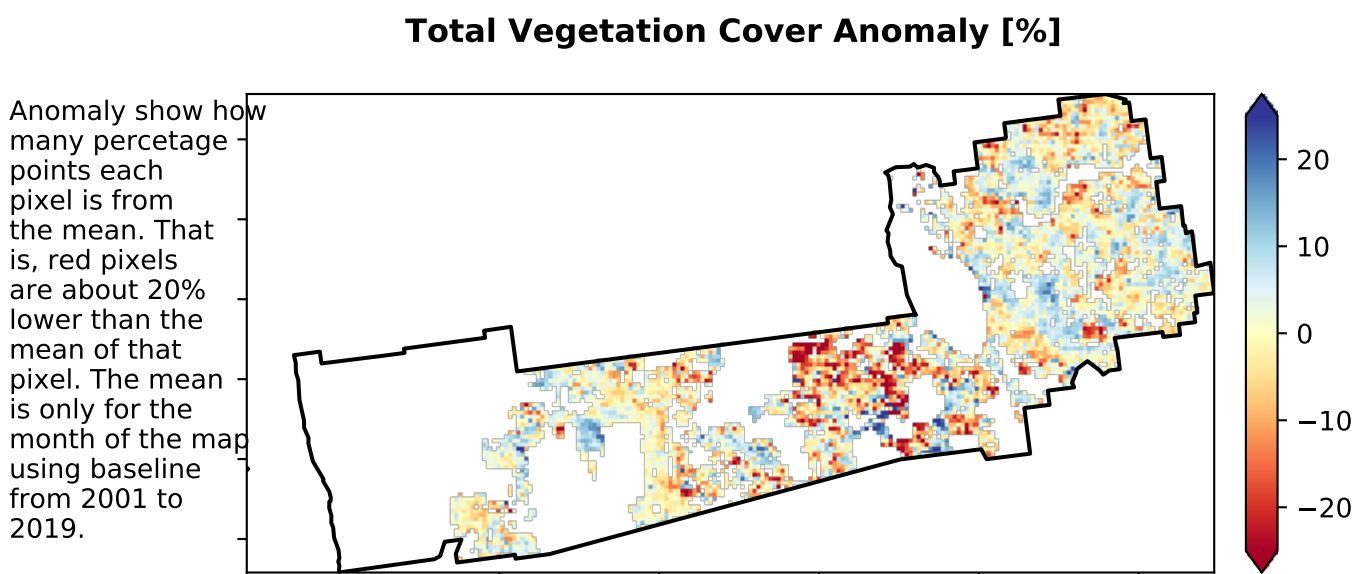 Total Vegetation Cover Anomaly [%]
Anomaly show how
many percetage
points each
pixel is from
the mean. That
is, red pixels
are about 20%
lower than the
mean of that
pixel. The mean
is only for the
month of the map
using baseline
from 2001 to
2019.
20
10
0
−10
−20